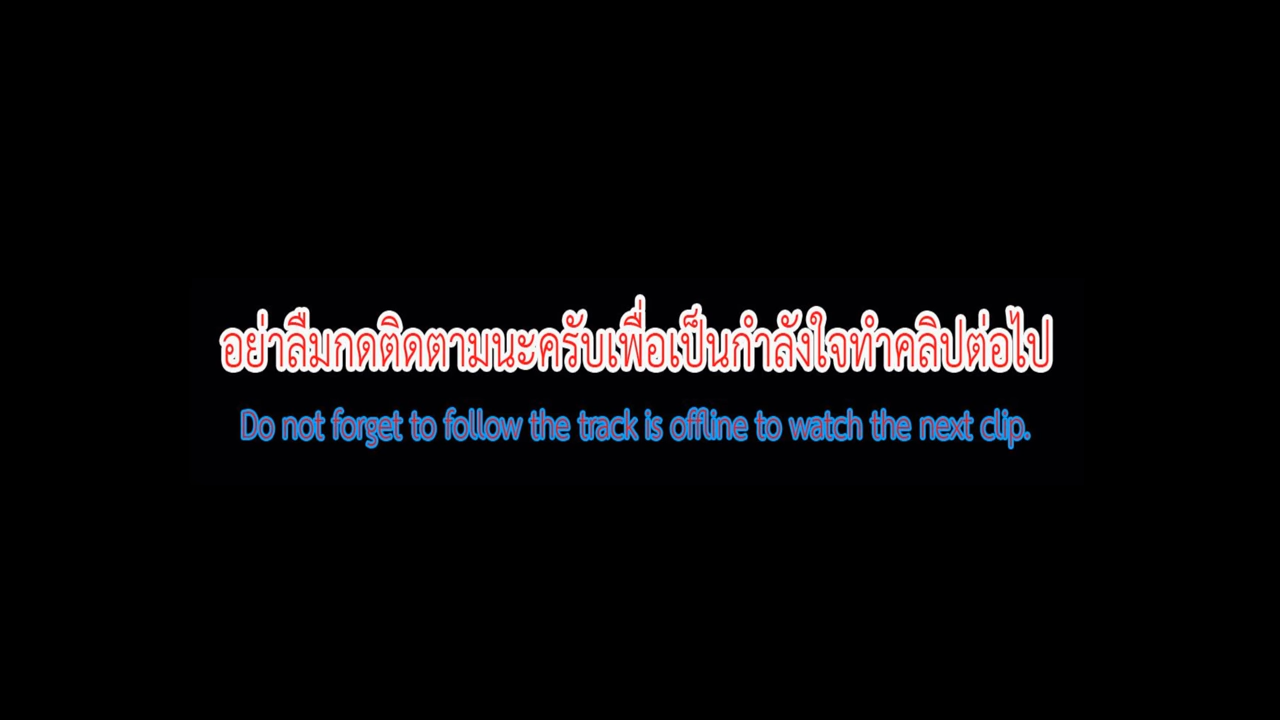 อย่าลืมกดติดตามนะครับเพื่อเป็นกำลังใจทำคลิปต่อไป
Do not forget to follow the track is offline to watch the next clip.